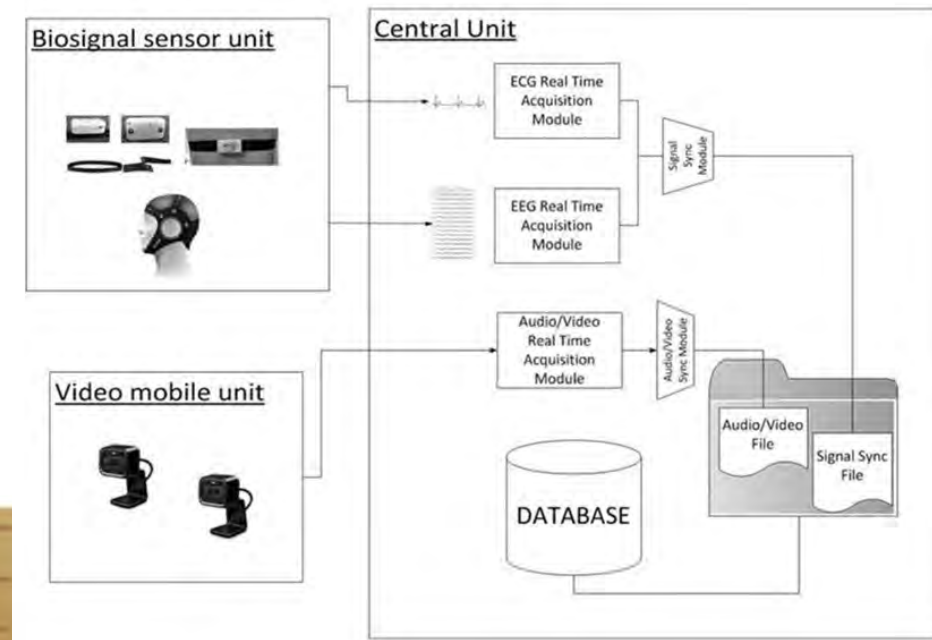 Biosignal sensor unit
Central Unit
ECG Real Time
Acquisition
Module
Signal
Sync
Module
EEG Real Time
Acquisition
Module
Audio/Video
Real Time
Acquisition
Module
Audio/Video
Sync Module
Video mobile unit
Audio/Video
File
Signal Sync
File
DATABASE